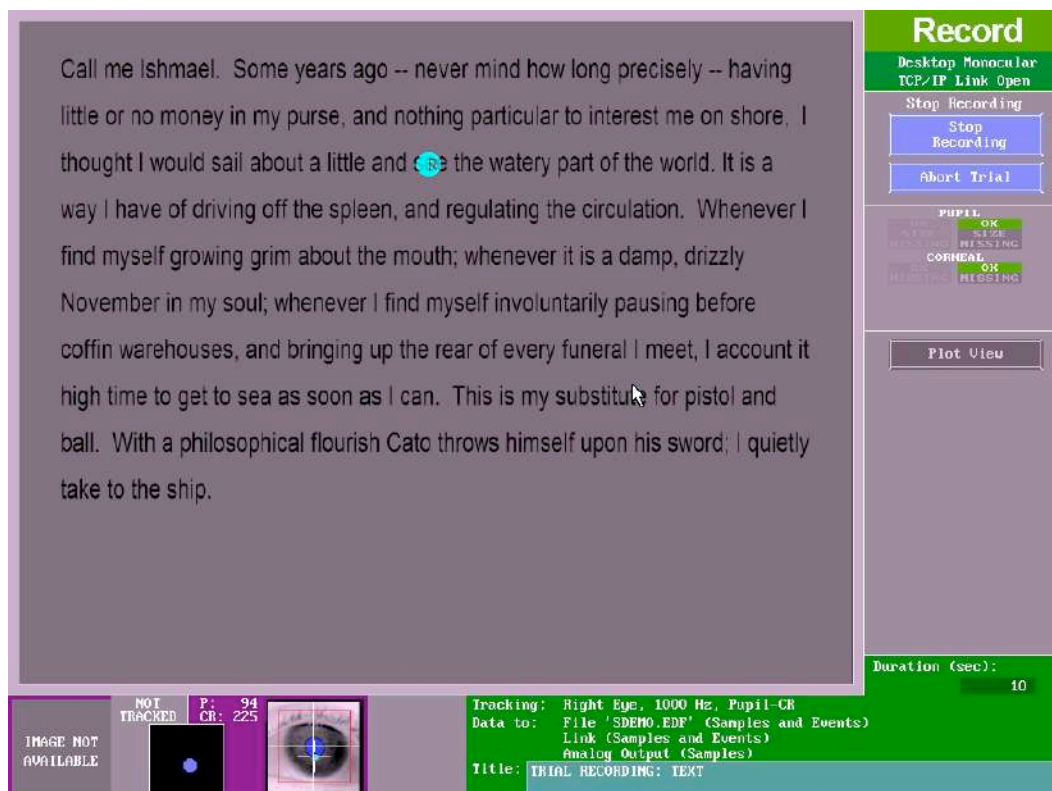 Call me Ishmael. Some years ago -- never mind how long precisely -- having
little or no money in my purse, and nothing particular to interest me on shore, I
thought I would sail about a little and the watery part of the world. It is a
way I have of driving off the spleen, and regulating the circulation. Whenever I
find myself growing grim about the mouth; whenever it is a damp, drizzly
November in my soul; whenever I find myself involuntarily pausing before
coffin warehouses, and bringing up the rear of every funeral I meet, I account it
high time to get to sea as soon as I can. This is my substitute for pistol and
ball. With a philosophical flourish Cato throws himself upon his sword; I quietly
take to the ship.
R
Record
Desktop Monocular
TCP/IP Link Open
Stop Recording
Stop
Recording
Abort Trial
PUPIL
OK
SIZE
MISSING
CORNEAL
OK
MISSING
Plot View
Duration (sec):
10
IMAGE NOT
AVAILABLE
NOT
TRACKED
P: 94
CR: 225
Tracking: Right Eye, 1000 Hz, Pupil-CR
Data to: File 'SDEMO.EDF' (Samples and Events)
Link (Samples and Events)
Analog Output (Samples)
Title: TRIAL RECORDING: TEXT